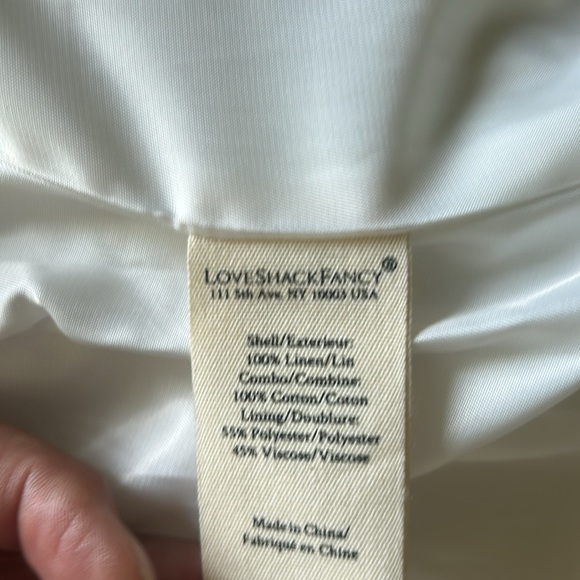 LOVESHACKFANCY®
111 5th Ave, NY 10003 USA
Shell/Exterieur
100% Linen/Lin
Combo/Combine:
100% Cotton/Coton
Lining/Doublure:
55% Polyester/Polyester
45% Viscose/Viscose
Made in China/
Fabriqué en Chine